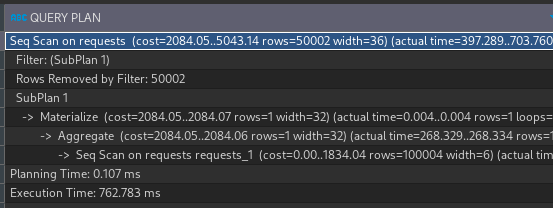 QUERY PLAN
Seq Scan on requests (cost=2084.05..5043.14 rows=50002 width=36) (actual time=397.289..703.760
Filter: (SubPlan 1)
Rows Removed by Filter: 50002
SubPlan 1
-> Materialize (cost=2084.05..2084.07 rows=1 width=32) (actual time=0.004..0.004 rows=1 loops=
-> Aggregate (cost=2084.05..2084.06 rows=1 width=32) (actual time=268.329..268.334 rows=1
-> Seq Scan on requests requests_1 (cost=0.00..1834.04 rows=100004 width=6) (actual tim
Planning Time: 0.107 ms
Execution Time: 762.783 ms